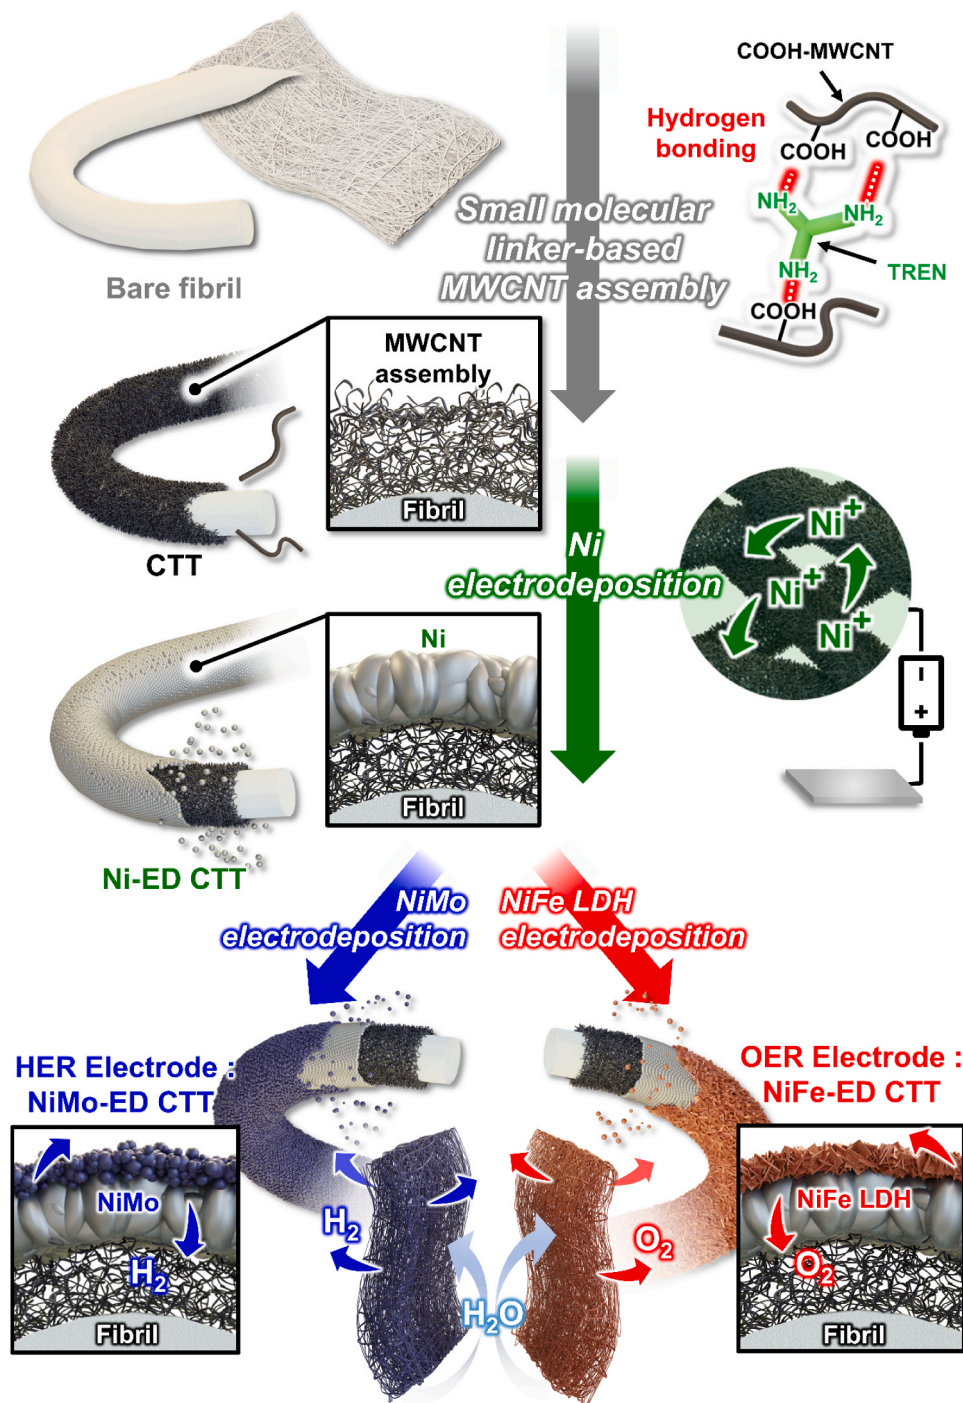 COOH-MWCNT
Hydrogen
bonding
COOH
COOH
NH2
NH2
NH2
TREN
COOH
Small molecular
linker-based
MWCNT assembly
Bare fibril
MWCNT
assembly
Fibril
CTT
Ni
electrodeposition
Ni+
Ni+
Ni+
-
+
Ni
Fibril
Ni-ED CTT
NiMo
electrodeposition
NiFe LDH
electrodeposition
HER Electrode :
NiMo-ED CTT
OER Electrode :
NiFe-ED CTT
NiMo
H2
Fibril
H2
H2O
O2
NiFe LDH
O2
Fibril